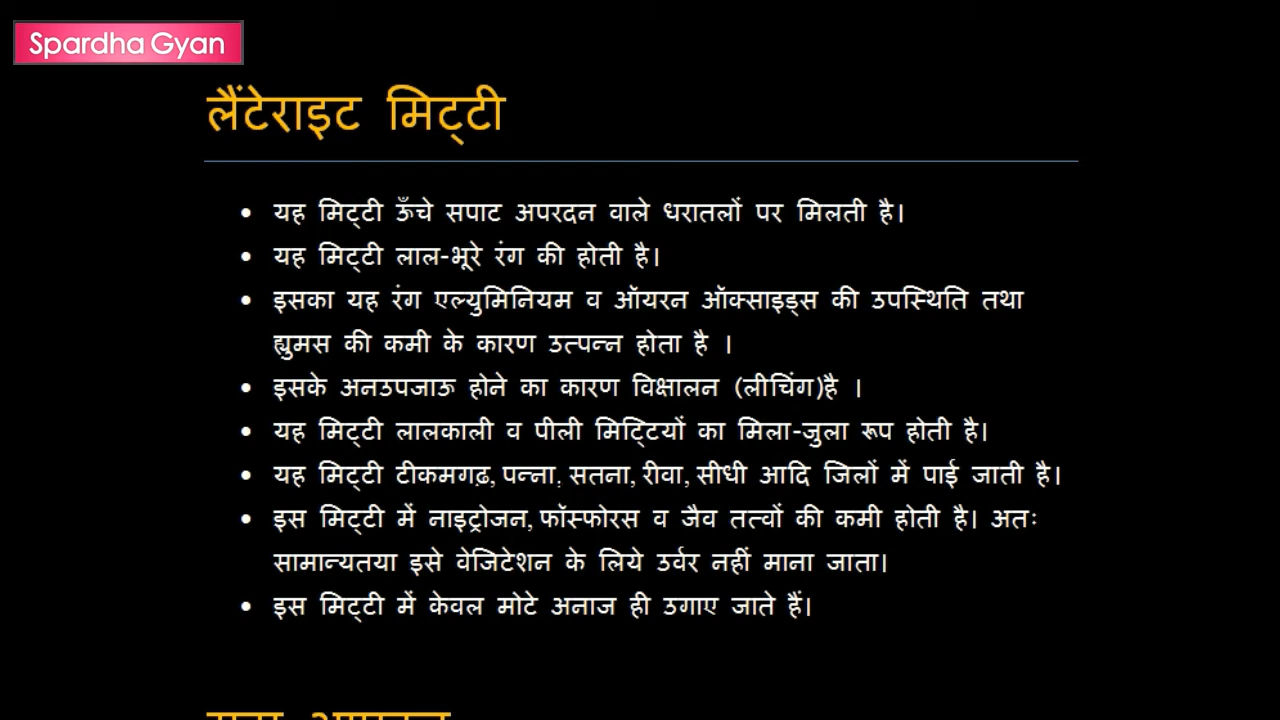 Spardha Gyan
लैंटेराइट मिट्टी
• यह मिट्टी ऊँचे सपाट अपरदन वाले धरातलों पर मिलती है।
• यह मिट्टी लाल-भूरे रंग की होती है।
• इसका यह रंग एल्युमिनियम व ऑयरन ऑक्साइड्स की उपस्थिति तथा
ह्युमस की कमी के कारण उत्पन्न होता है ।
• इसके अनउपजाऊ होने का कारण विक्षालन (लीचिंग)है ।
• यह मिट्टी लालकाली व पीली मिट्टियों का मिला-जुला रूप होती है।
• यह मिट्टी टीकमगढ़, पन्ना, सतना, रीवा, सीधी आदि जिलों में पाई जाती है।
• इस मिट्टी में नाइट्रोजन, फॉस्फोरस व जैव तत्वों की कमी होती है। अतः
सामान्यतया इसे वेजिटेशन के लिये उर्वर नहीं माना जाता।
• इस मिट्टी में केवल मोटे अनाज ही उगाए जाते हैं।